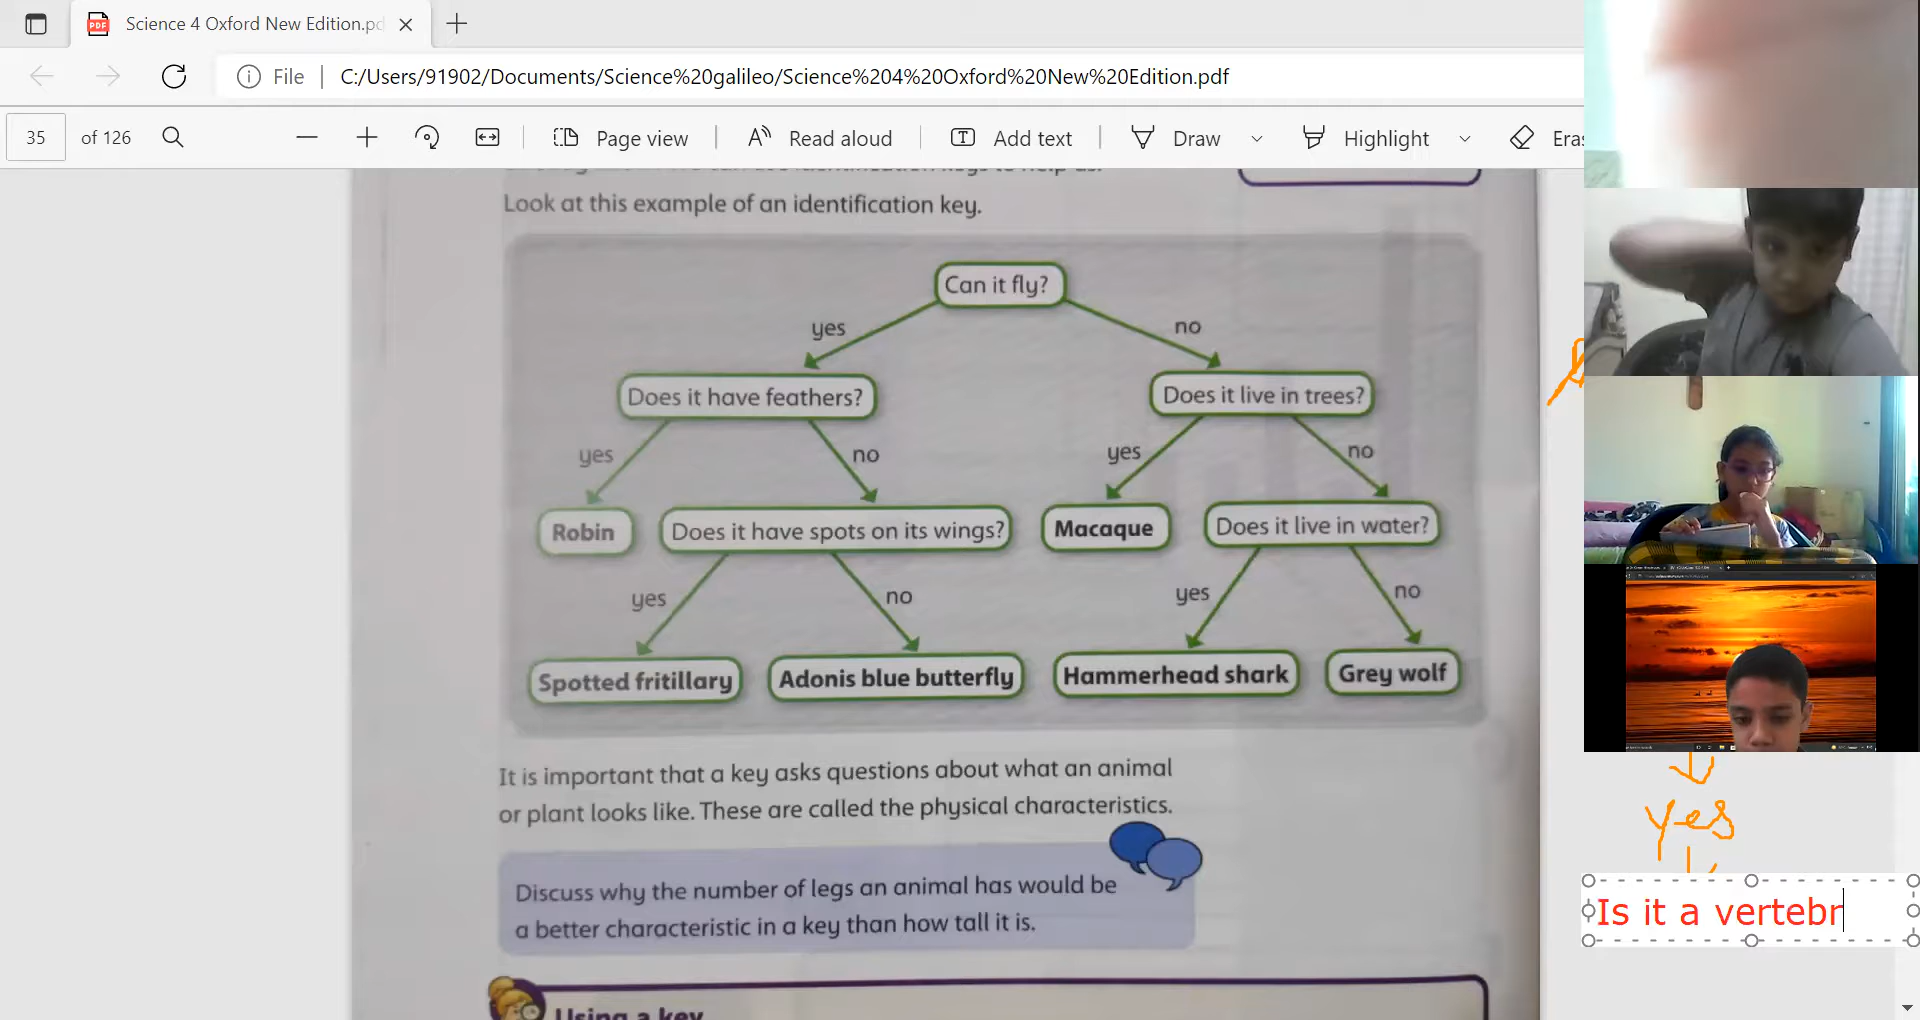 Science 4 Oxford New Edition.pd
File
C:/Users/91902/Documents/Science%20galileo/Science%204%20Oxford%20New%20Edition.pdf
35 of 126
Page view
Read aloud
Add text
Draw
Highlight
Eras
Look at this example of an identification key.
Can it fly?
yes no
Does it have feathers? Does it live in trees?
yes no yes no
Robin Does it have spots on its wings? Macaque Does it live in water?
yes no yes no
Spotted fritillary Adonis blue butterfly Hammerhead shark Grey wolf
It is important that a key asks questions about what an animal
or plant looks like. These are called the physical characteristics.
Discuss why the number of legs an animal has would be
a better characteristic in a key than how tall it is.
Using a key
yes
Is it a vertebr